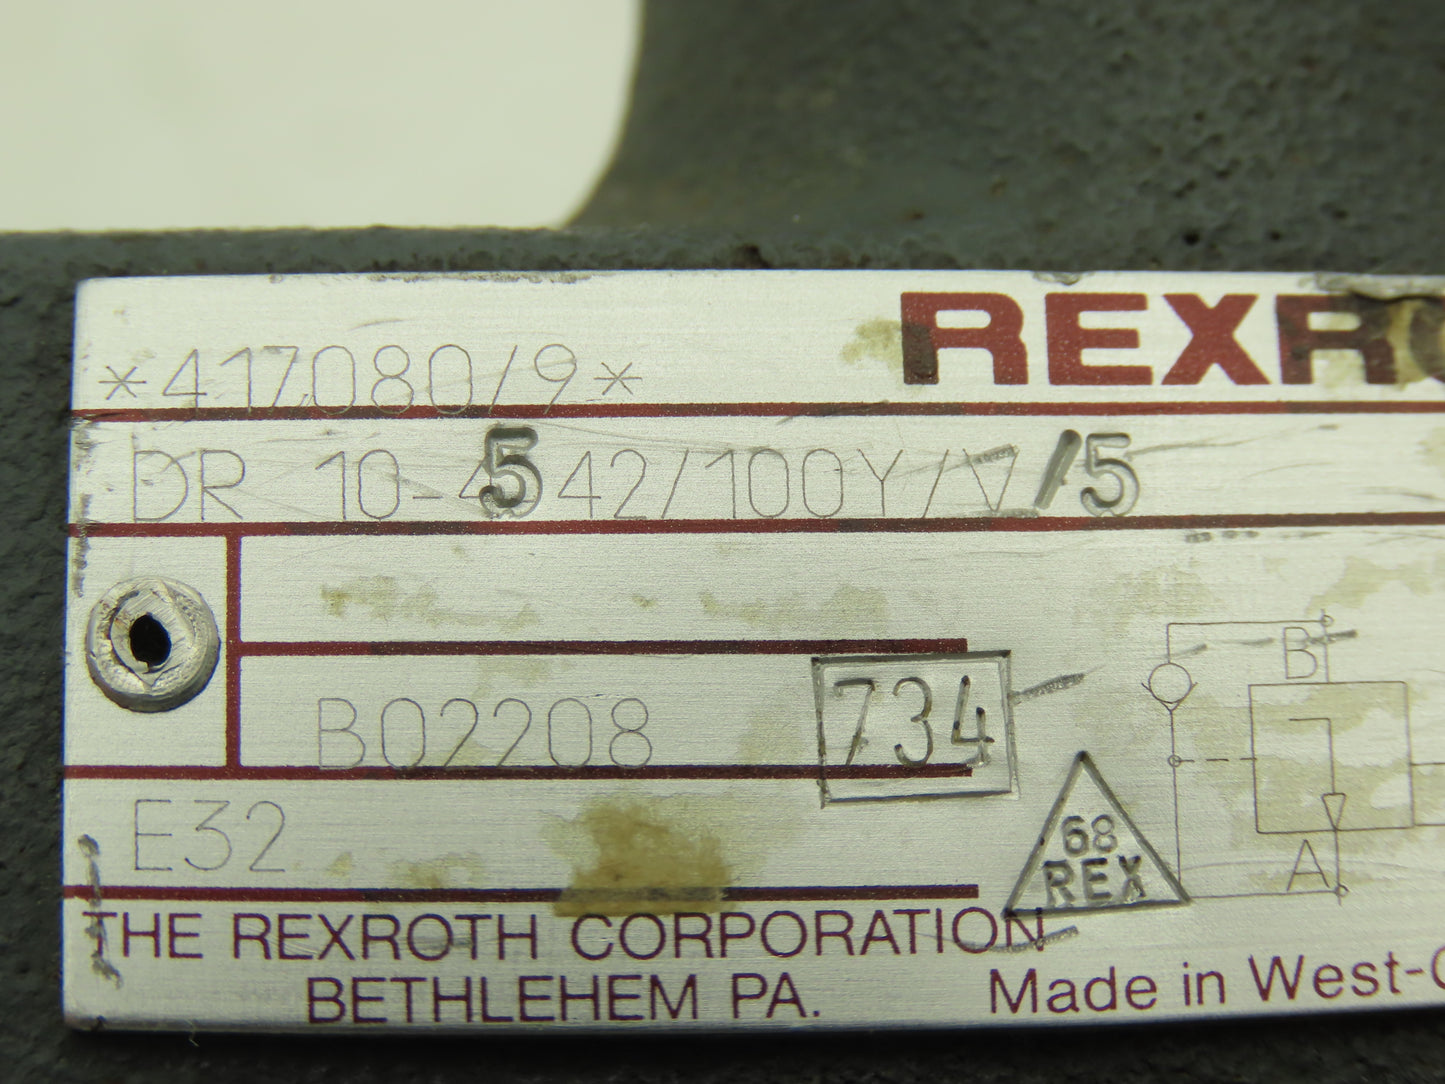 *417080/9*
REXRO
DR 10-5 42/100Y/V/5
B02208
734
B
68
REX
A
E32
THE REXROTH CORPORATION
BETHLEHEM PA.
Made in West-G